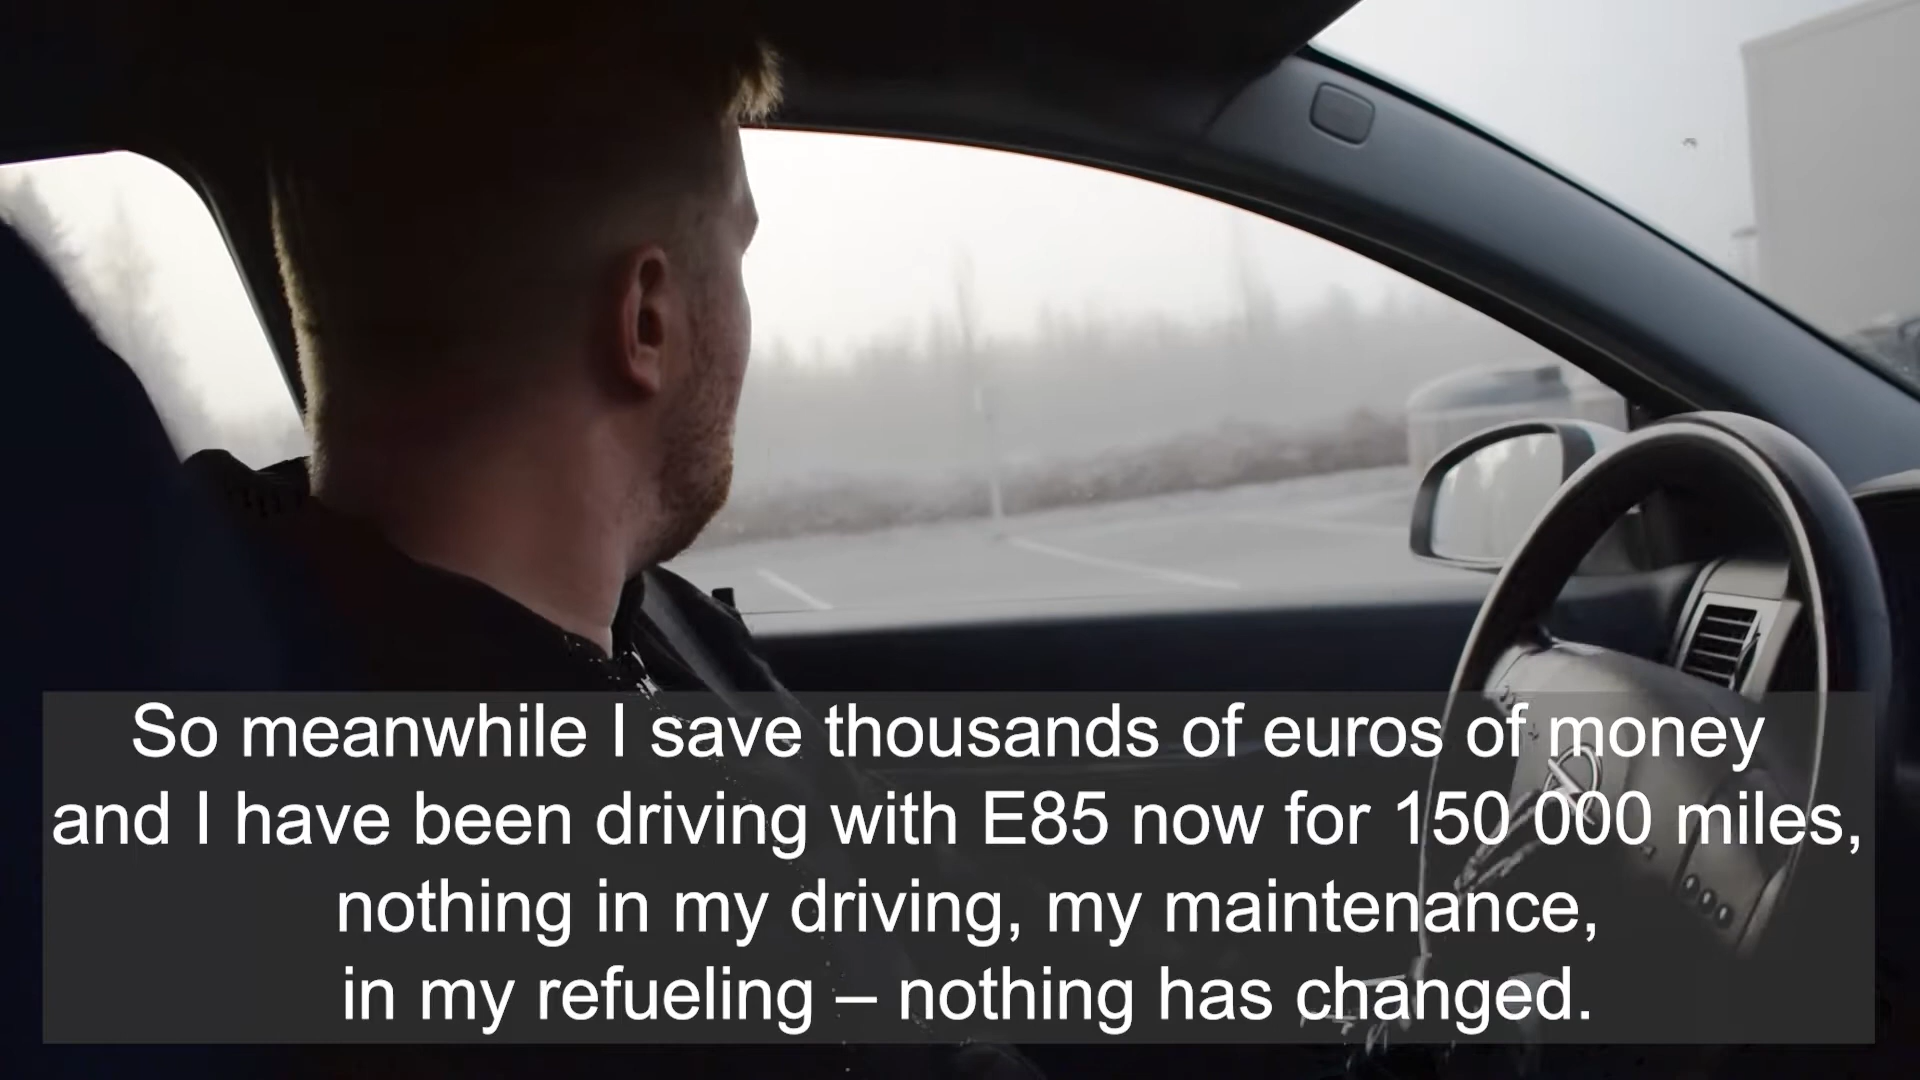 So meanwhile I save thousands of euros of money
and I have been driving with E85 now for 150 000 miles,
nothing in my driving, my maintenance,
in my refueling – nothing has changed.